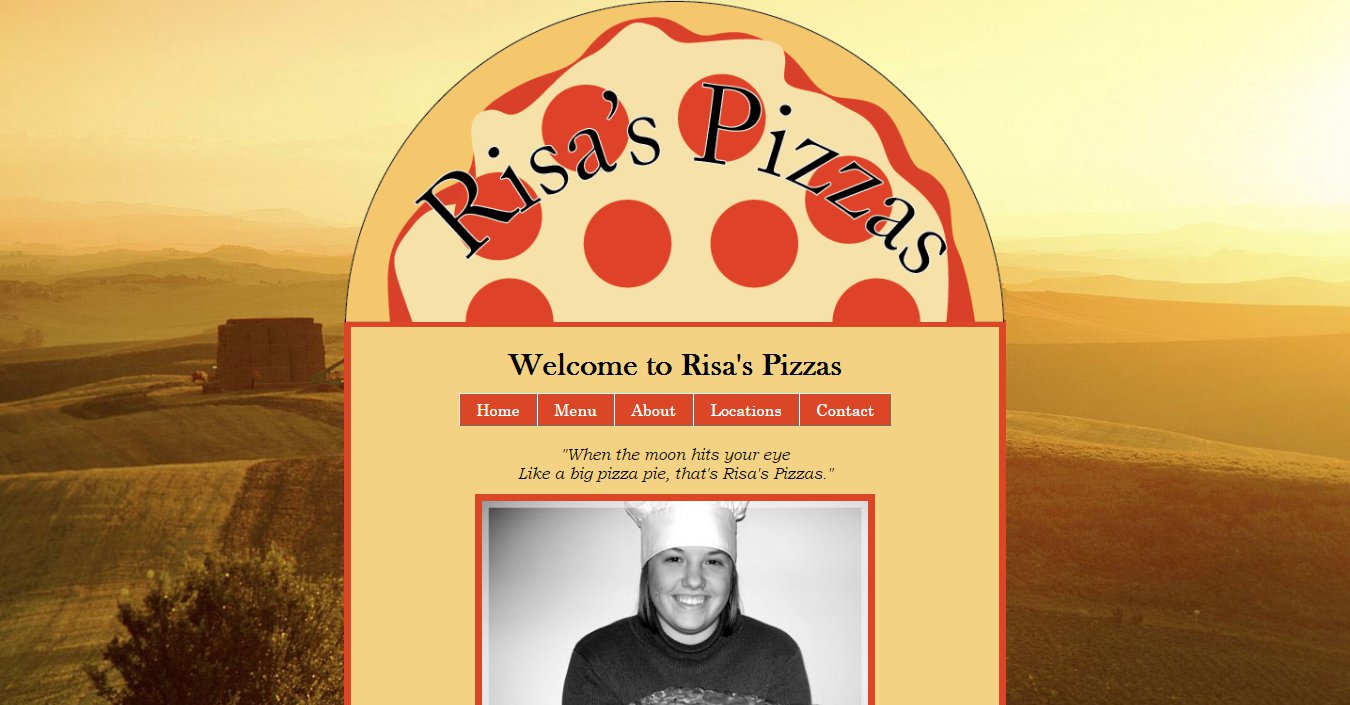 Risa’s Pizzas
Welcome to Risa's Pizzas
Home Menu About Locations Contact
"When the moon hits your eye
Like a big pizza pie, that's Risa's Pizzas."